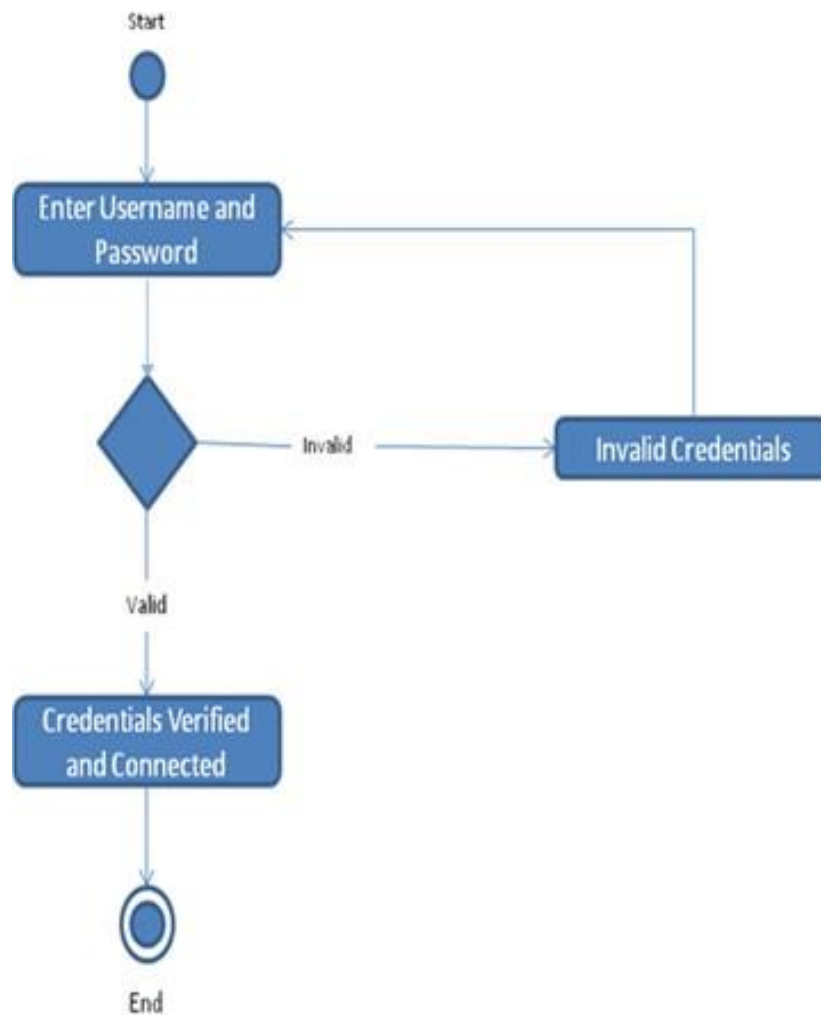 Start
Enter Username and
Password
Invalid
Invalid Credentials
Valid
Credentials Verified
and Connected
End